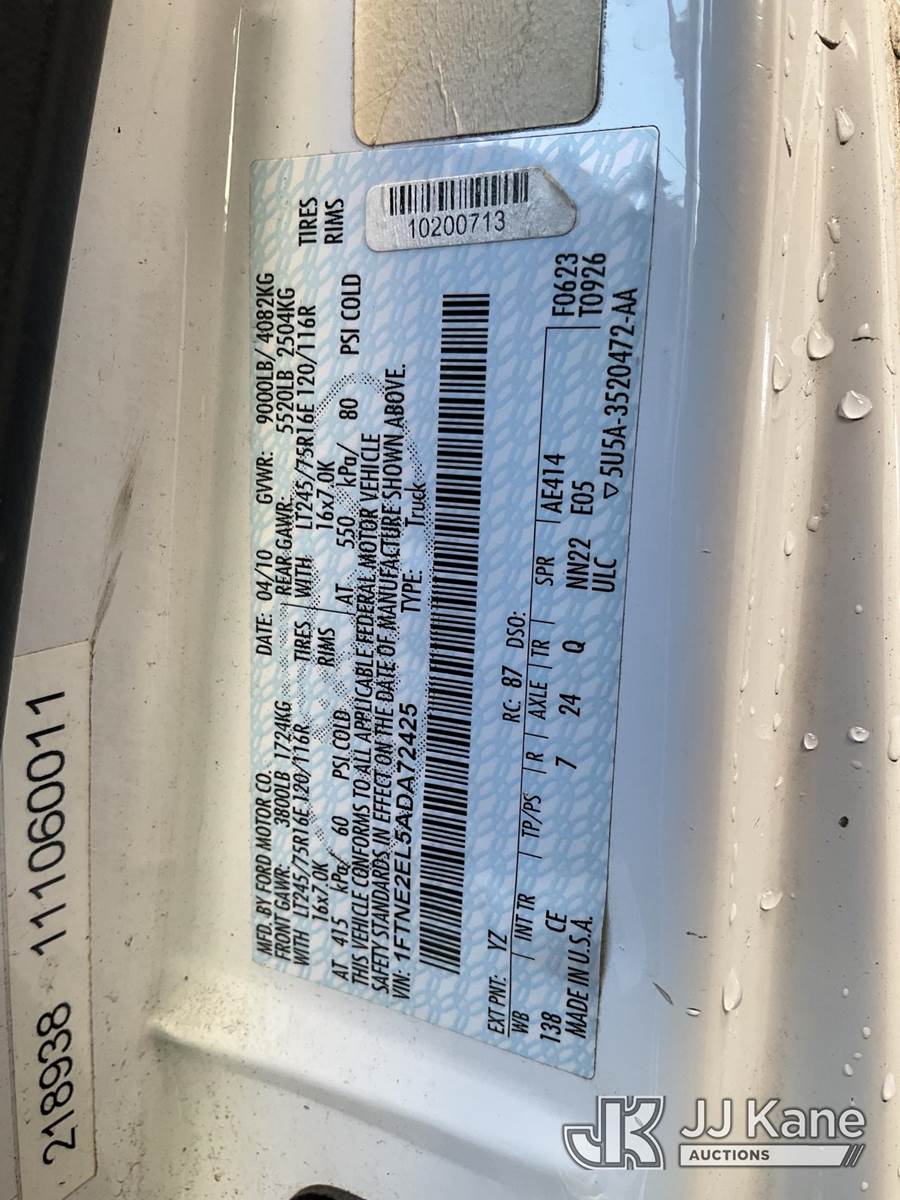 218938 111060011
10200713
MFD. BY FORD MOTOR CO. DATE: 04/10 GVWR: 9000LB/ 4082KG
FRONT GAWR: 3800LB 1724KG REAR GAWR: 5520LB 2504KG
WITH LT245/75R16E 120/116R TIRES WITH LT245/75R16E 120/116R TIRES
16x7.0K RIMS 16x7.0K RIMS
AT 415 kPa/ 60 PSI COLD AT 550 kPa/ 80 PSI COLD
THIS VEHICLE CONFORMS TO ALL APPLICABLE FEDERAL MOTOR VEHICLE
SAFETY STANDARDS IN EFFECT ON THE DATE OF MANUFACTURE SHOWN ABOVE.
VIN: 1FTNE2EL5ADA72425 TYPE: Truck
F0623
T0926
EXT PNT: YZ RC: 87 DSO:
WB INT TR TP/PS R AXLE TR SPR AE414
138 CE 7 24 Q NN22 E05
MADE IN U.S.A. ULC
▽5U5A-3520472-AA
JK JJ Kane
AUCTIONS